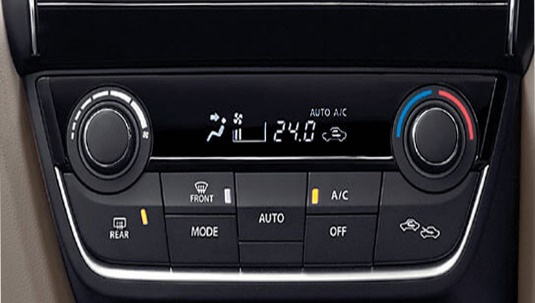 AUTO A/C
24.0
FRONT
A/C
REAR
MODE
AUTO
OFF